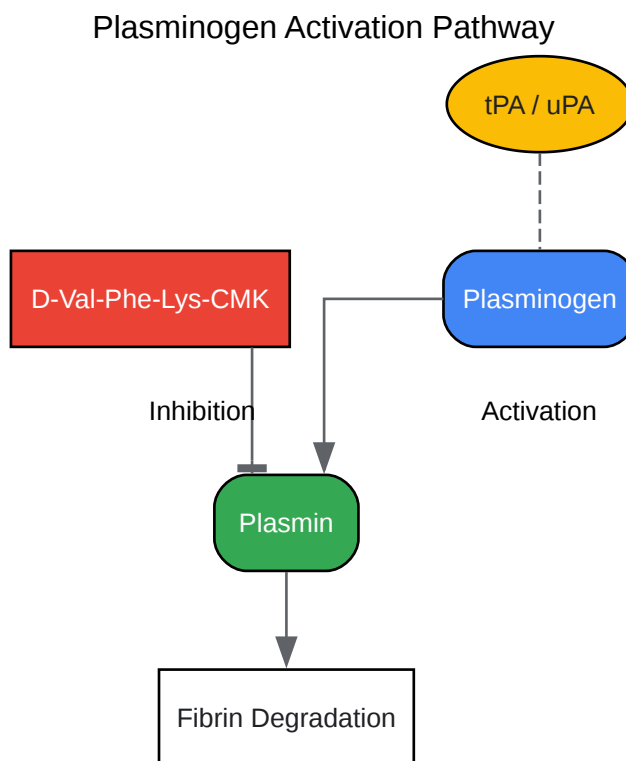 Plasminogen Activation Pathway
tPA / uPA
D-Val-Phe-Lys-CMK
Plasminogen
Inhibition
Activation
Plasmin
Fibrin Degradation